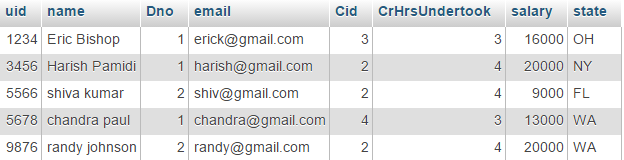 uid name Dno email Cid CrHrsUndertook salary state
1234 Eric Bishop 1 erick@gmail.com 3 3 16000 OH
3456 Harish Pamidi 1 harish@gmail.com 2 4 20000 NY
5566 shiva kumar 2 shiv@gmail.com 2 4 9000 FL
5678 chandra paul 1 chandra@gmail.com 4 3 13000 WA
9876 randy johnson 2 randy@gmail.com 2 4 20000 WA